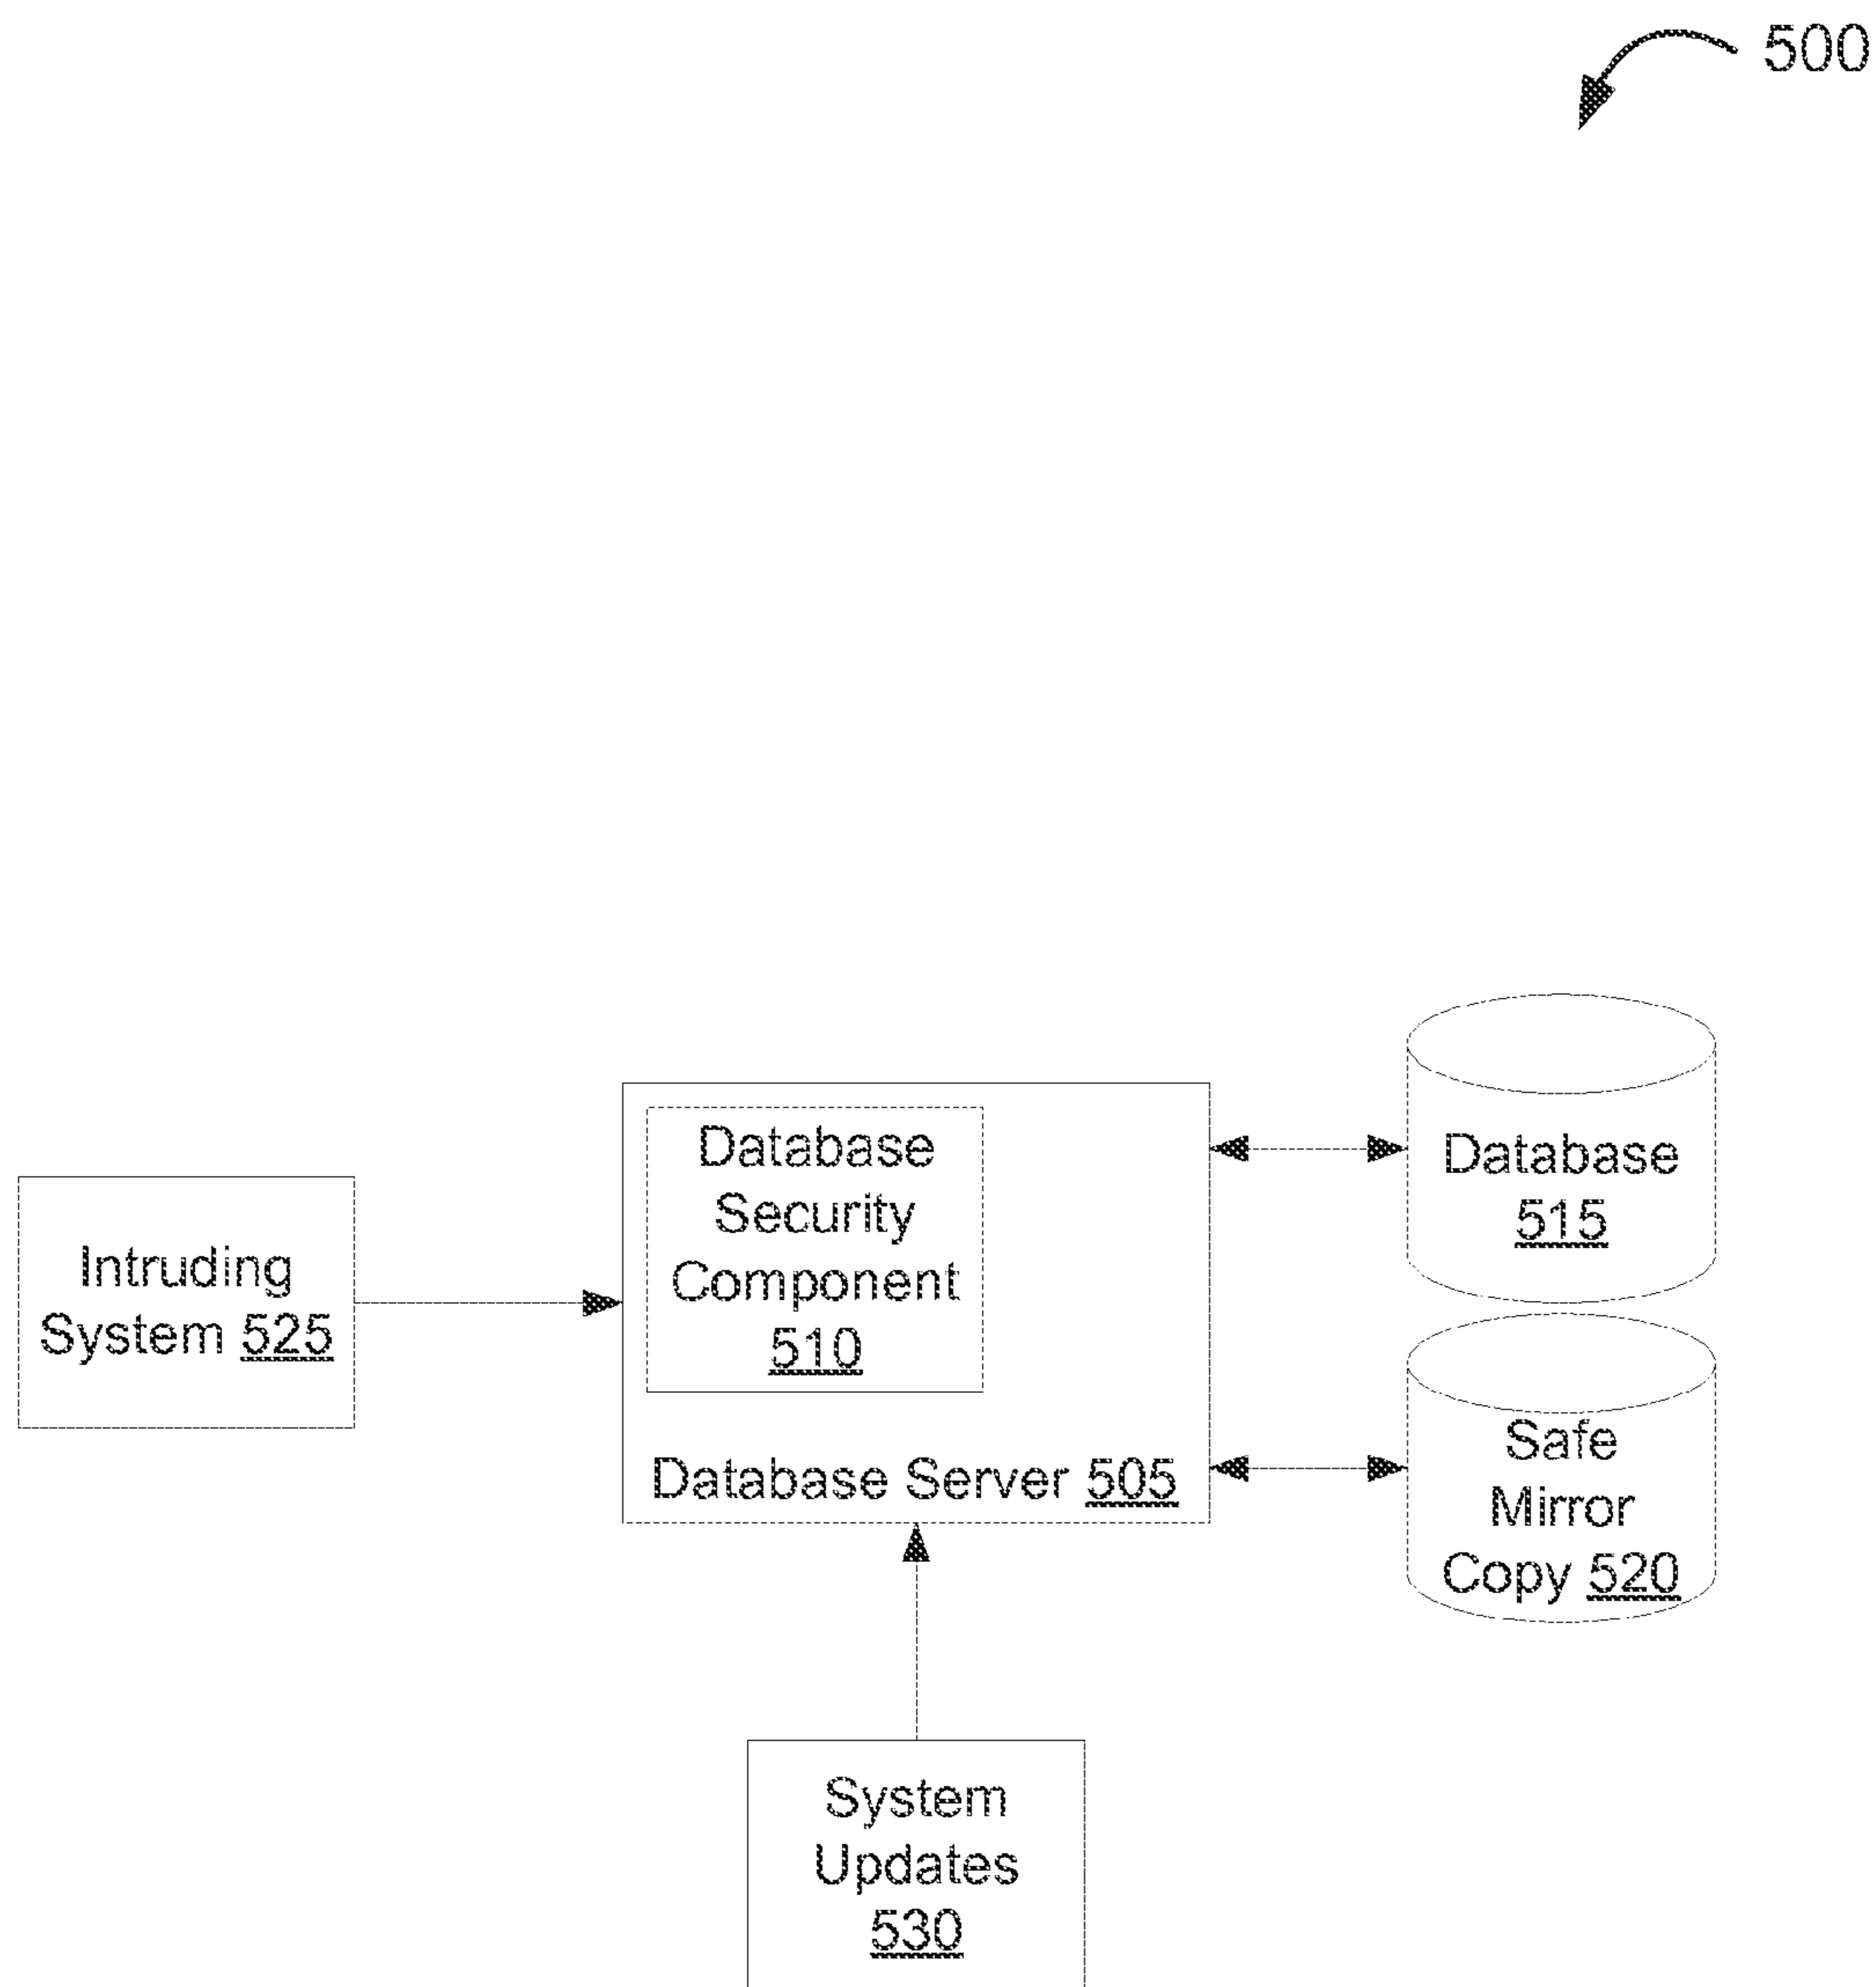 500
Database
Security
Component
510
Database Server 505
Intruding
System 525
Database
515
Safe
Mirror
Copy 520
System
Updates
530